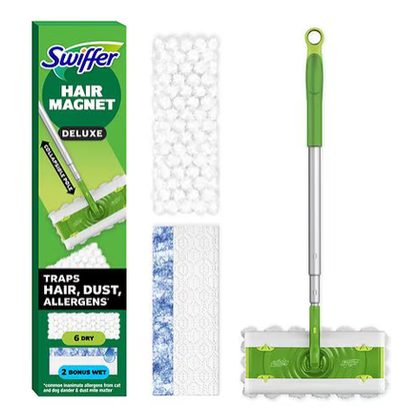 Swiffer
HAIR
MAGNET
DELUXE
COLLAPSIBLE POLE
TRAPS
HAIR, DUST,
ALLERGENS*
6 DRY
2 BONUS WET
*common inanimate allergens from cat
and dog dander & dust mite matter
Swiffer